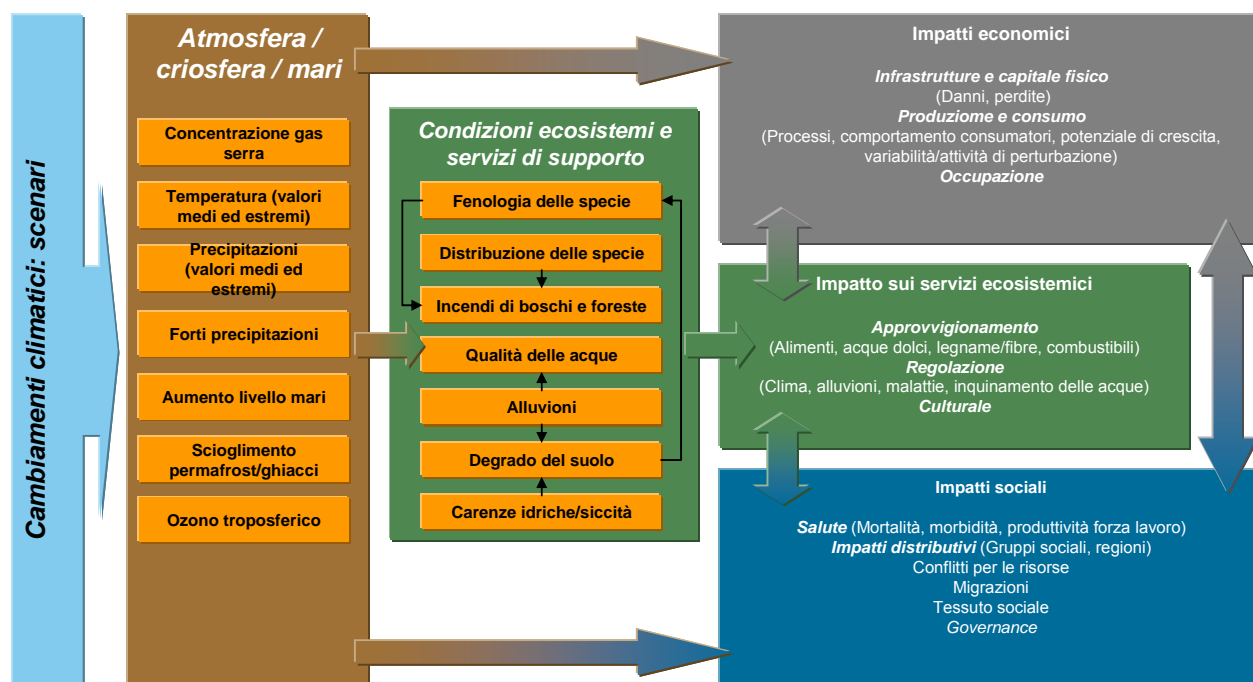 Cambiamenti climatici: scenari
Atmosfera /
criosfera / mari
Concentrazione gas
serra
Temperatura (valori
medi ed estremi)
Precipitazioni
(valori medi ed
estremi)
Forti precipitazioni
Aumento livello mari
Scioglimento
permafrost/ghiacci
Ozono troposferico
Condizioni ecosistemi e
servizi di supporto
Fenologia delle specie
Distribuzione delle specie
Incendi di boschi e foreste
Qualità delle acque
Alluvioni
Degrado del suolo
Carenze idriche/siccità
Impatti economici
Infrastrutture e capitale fisico
(Danni, perdite)
Produziome e consumo
(Processi, comportamento consumatori, potenziale di crescita,
variabilità/attività di perturbazione)
Occupazione
Impatto sui servizi ecosistemici
Approvvigionamento
(Alimenti, acque dolci, legname/fibre, combustibili)
Regolazione
(Clima, alluvioni, malattie, inquinamento delle acque)
Culturale
Impatti sociali
Salute (Mortalità, morbidità, produttività forza lavoro)
Impatti distributivi (Gruppi sociali, regioni)
Conflitti per le risorse
Migrazioni
Tessuto sociale
Governance